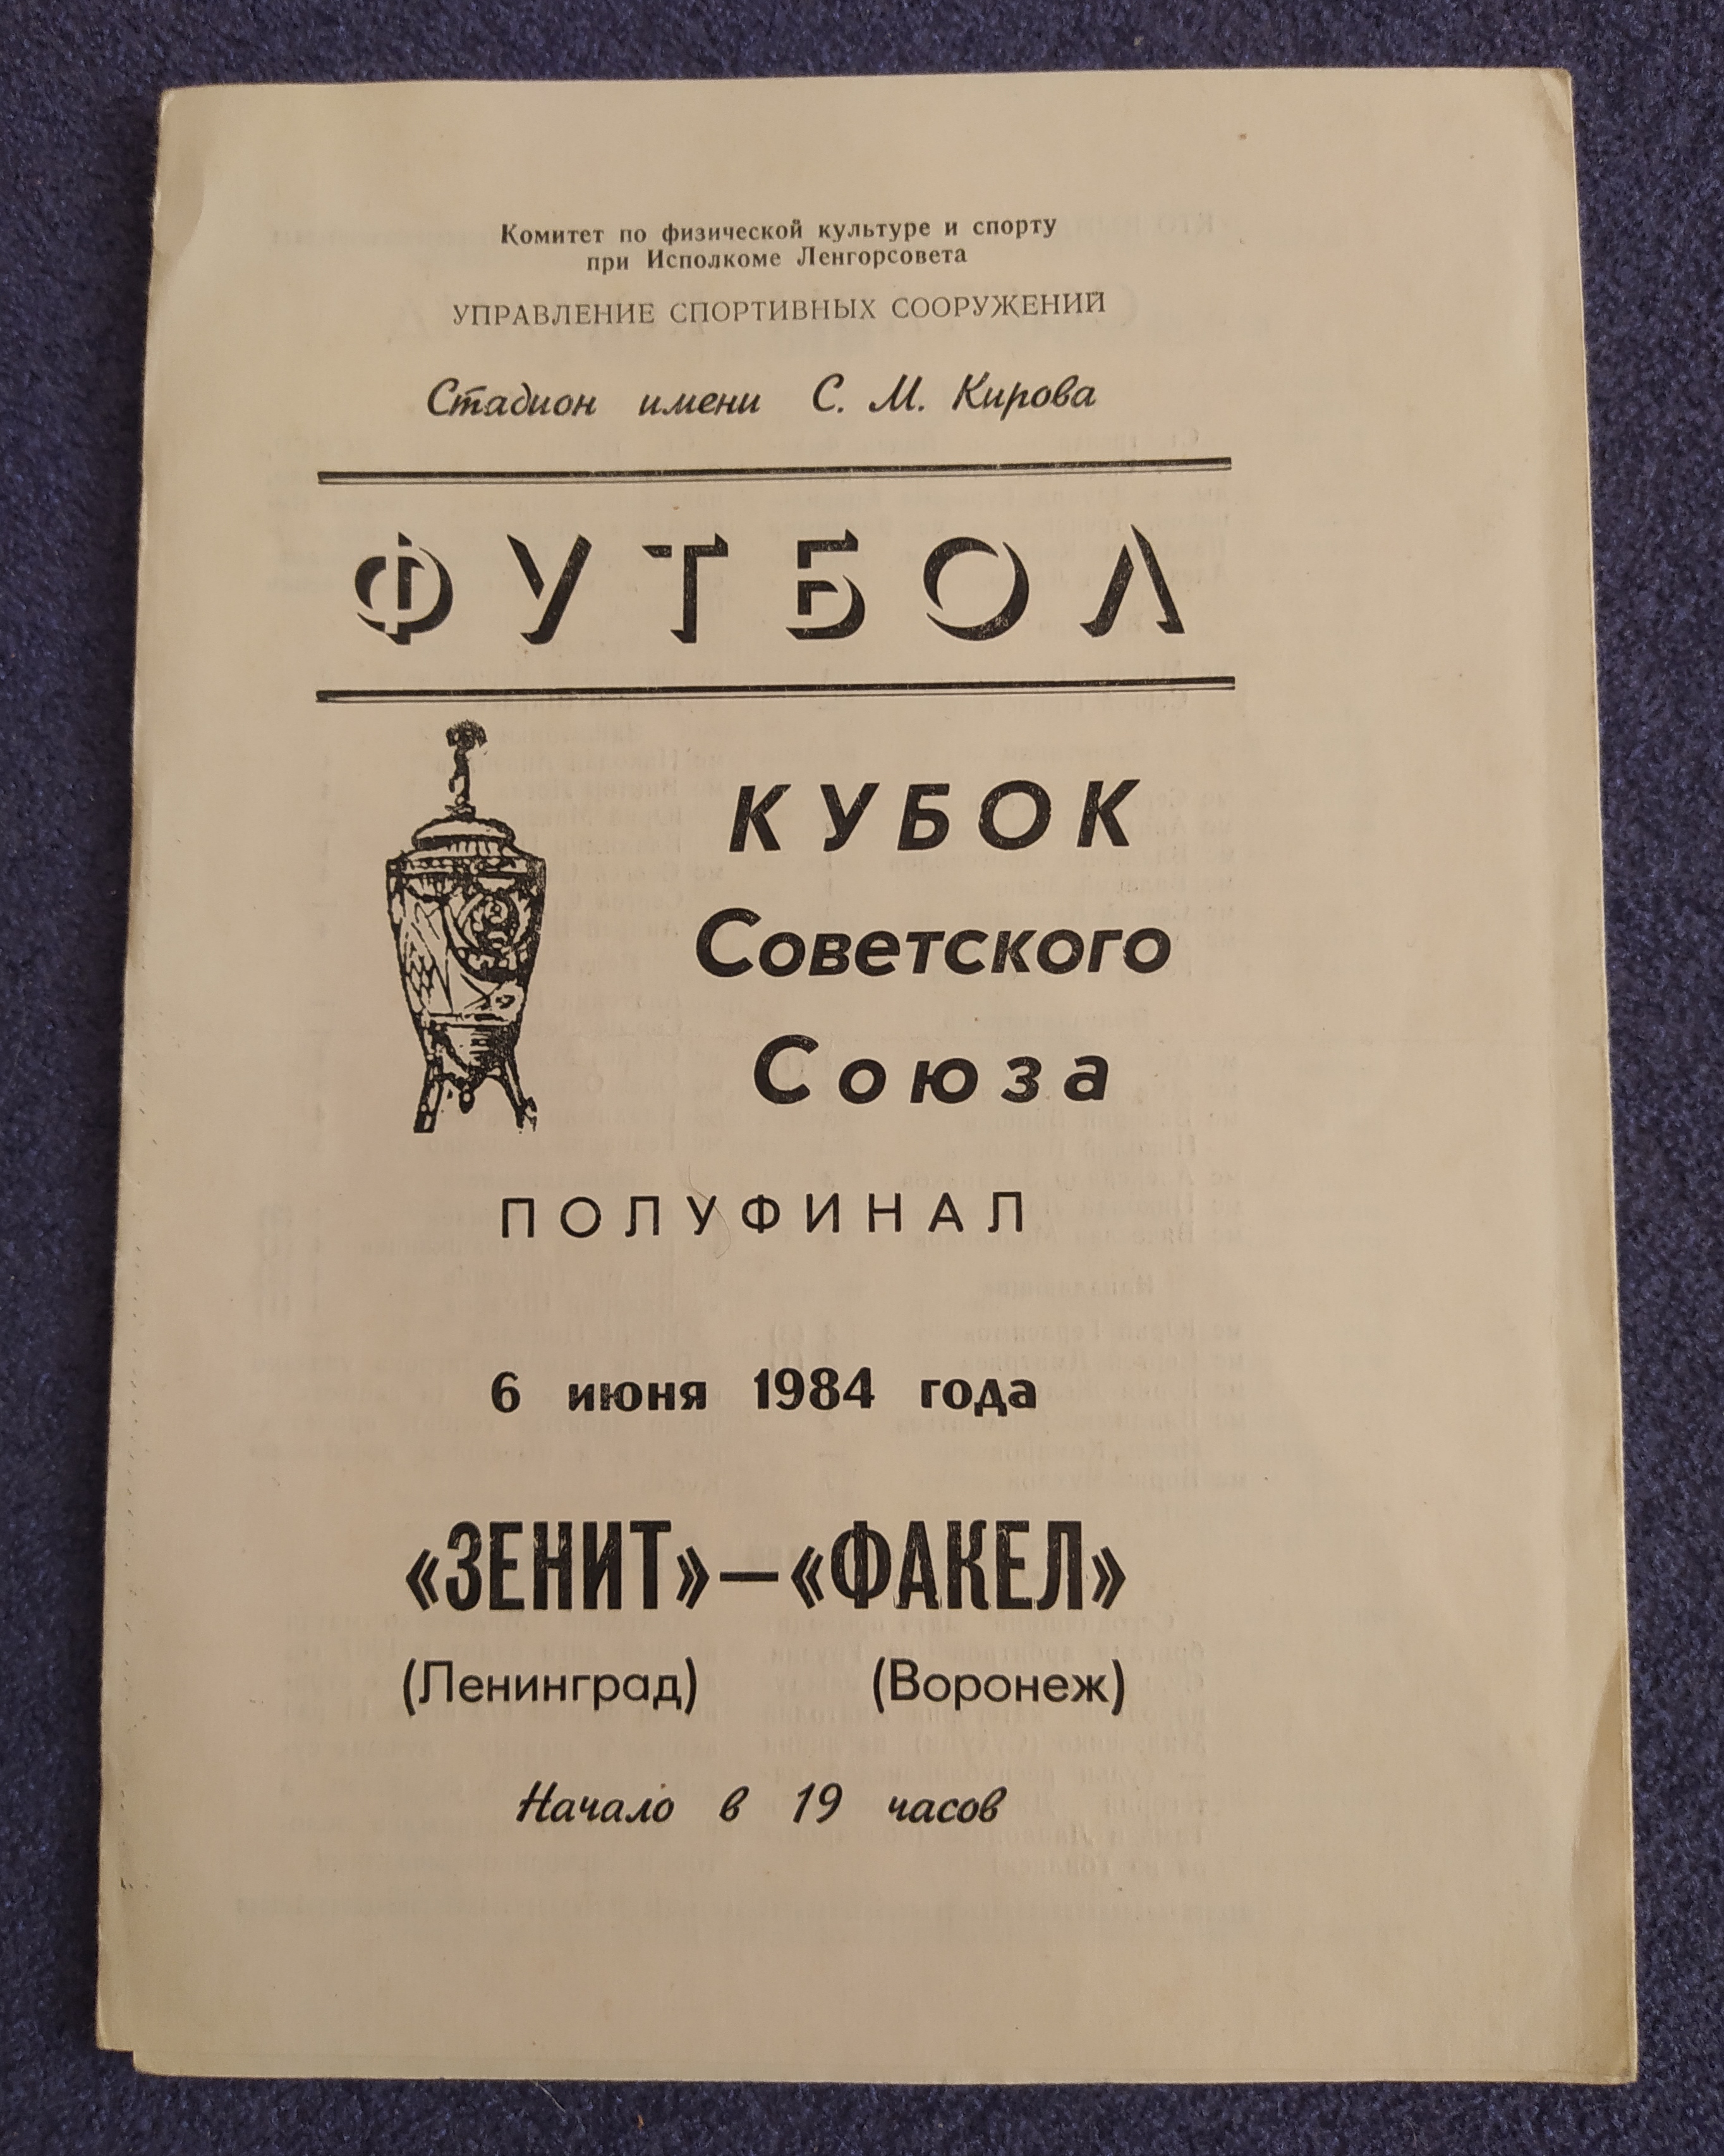 Комитет по физической культуре и спорту
при Исполкоме Ленгорсовета
УПРАВЛЕНИЕ СПОРТИВНЫХ СООРУЖЕНИЙ
Стадион имени С. М. Кирова
ФУТБОЛ
КУБОК
Советского
Союза
ПОЛУФИНАЛ
6 июня 1984 года
«ЗЕНИТ»—«ФАКЕЛ»
(Ленинград) (Воронеж)
Начало в 19 часов